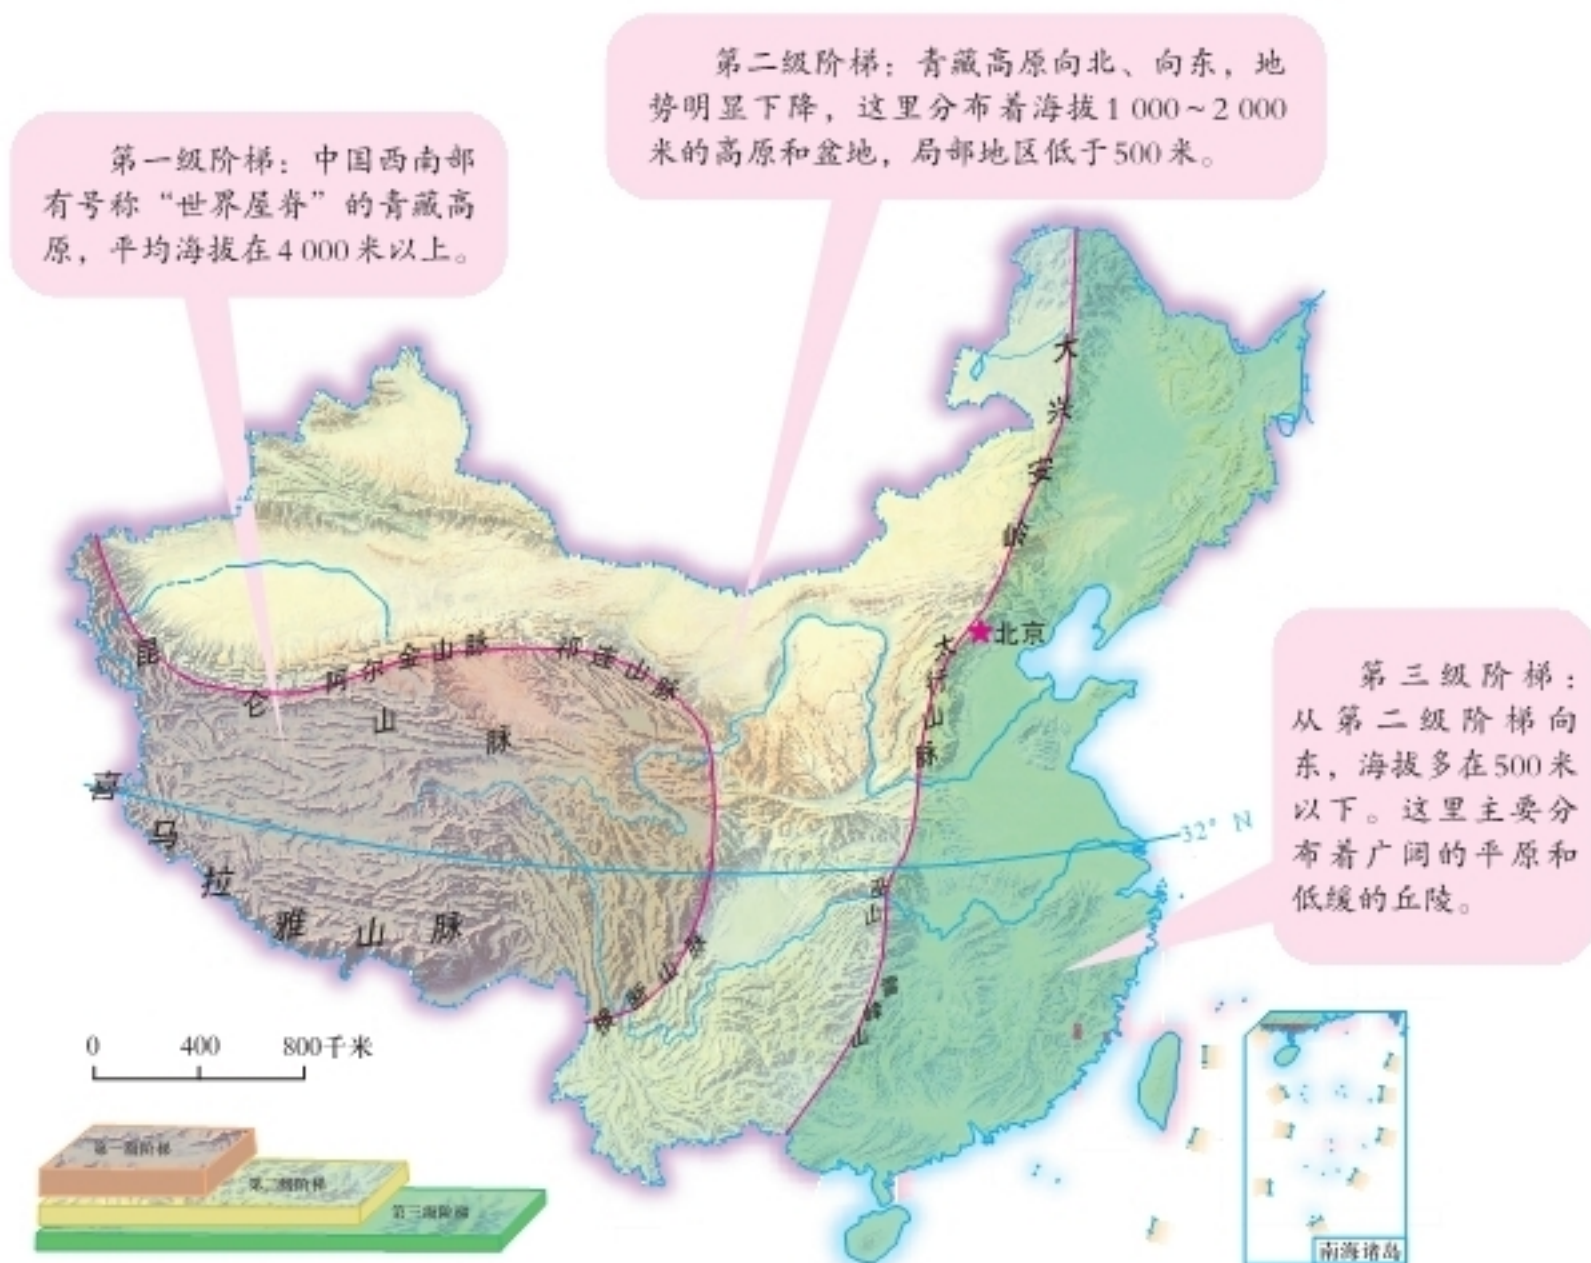 第二级阶梯：青藏高原向北、向东，地
势明显下降，这里分布着海拔1 000～2 000
米的高原和盆地，局部地区低于500米。
第一级阶梯：中国西南部
有号称“世界屋脊”的青藏高
原，平均海拔在4 000米以上。
大兴安岭
北京
太行山脉
昆仑山脉
阿尔金山脉
祁连山脉
喜马拉雅山脉
第三级阶梯：
从第二级阶梯向
东，海拔多在500米
以下。这里主要分
布着广阔的平原和
低缓的丘陵。
32° N
巫山
横断山脉
雪峰山
0 400 800千米
第一级阶梯
第二级阶梯
第三级阶梯
南海诸岛